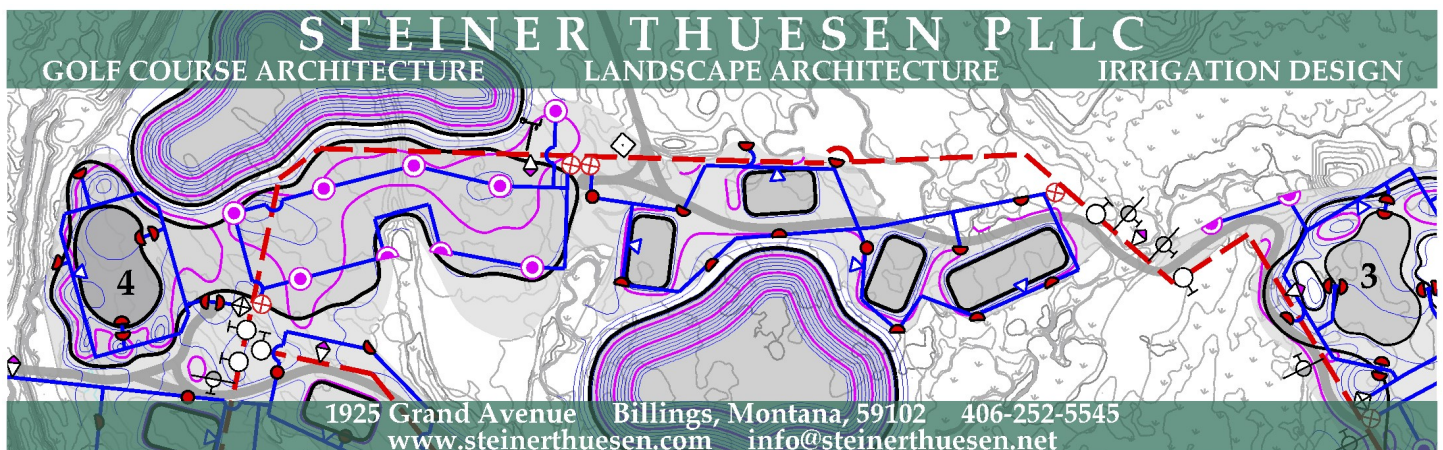 STEINER THUESEN PLLC
GOLF COURSE ARCHITECTURE LANDSCAPE ARCHITECTURE IRRIGATION DESIGN
4
3
1925 Grand Avenue Billings, Montana, 59102 406-252-5545
www.steinerthuesen.com info@steinerthuesen.net